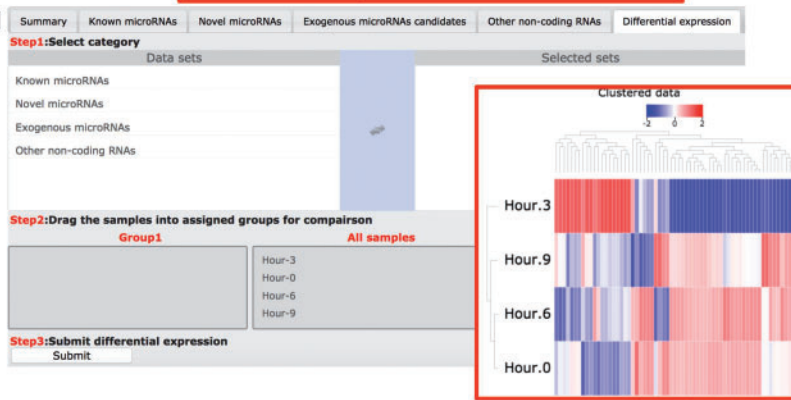 Summary Known microRNAs Novel microRNAs Exogenous microRNAs candidates Other non-coding RNAs Differential expression
Step1:Select category
Data sets Selected sets
Known microRNAs
Novel microRNAs
Exogenous microRNAs
Other non-coding RNAs
Step2:Drag the samples into assigned groups for compairson
Group1 All samples
Hour-3
Hour-0
Hour-6
Hour-9
Step3:Submit differential expression
Submit
Clustered data
-2 0 2
Hour.3
Hour.9
Hour.6
Hour.0